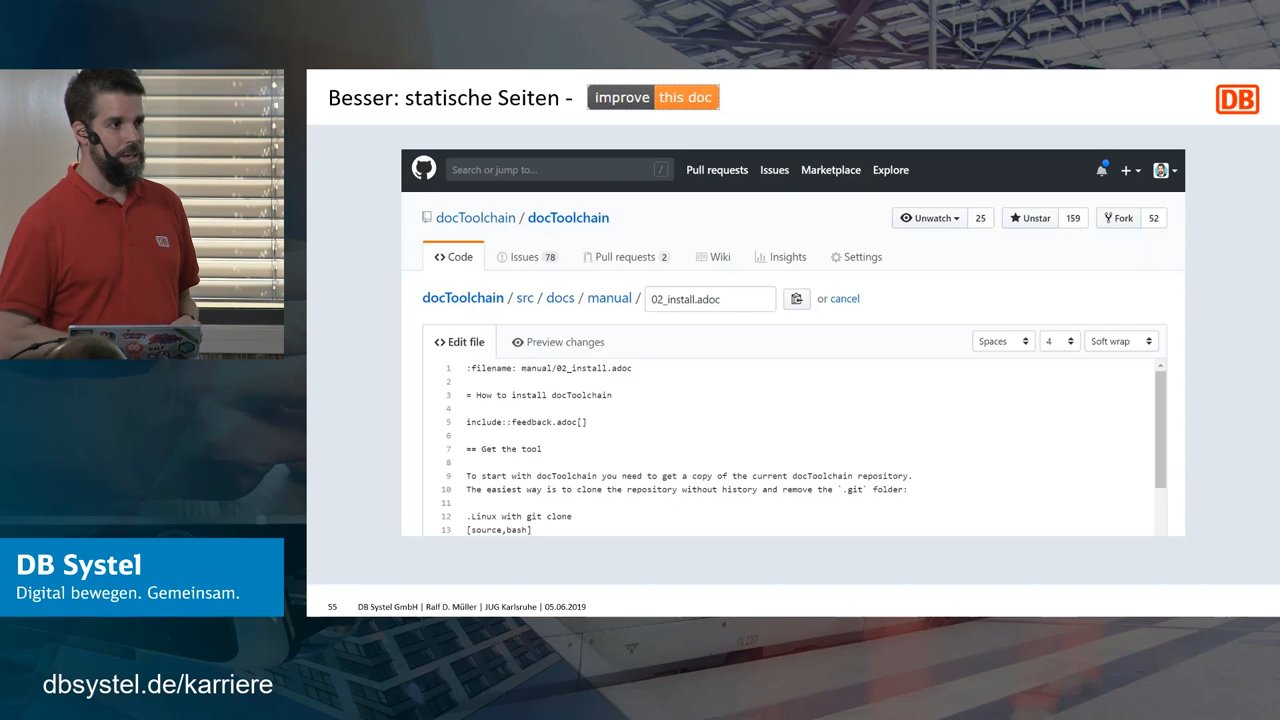 Besser: statische Seiten - improve this doc
DB
Search or jump to... / Pull requests Issues Marketplace Explore
docToolchain / docToolchain Unwatch 25 Unstar 159 Fork 52
Code Issues 78 Pull requests 2 Wiki Insights Settings
docToolchain / src / docs / manual / 02_install.adoc or cancel
<> Edit file Preview changes Spaces 4 Soft wrap
1 :filename: manual/02_install.adoc
2
3 = How to install docToolchain
4
5 include::feedback.adoc[]
6
7 == Get the tool
8
9 To start with docToolchain you need to get a copy of the current docToolchain repository.
10 The easiest way is to clone the repository without history and remove the `.git` folder:
11
12 .Linux with git clone
13 [source,bash]
55 DB Systel GmbH | Ralf D. Müller | JUG Karlsruhe | 05.06.2019
DB Systel
Digital bewegen. Gemeinsam.
dbsystel.de/karriere